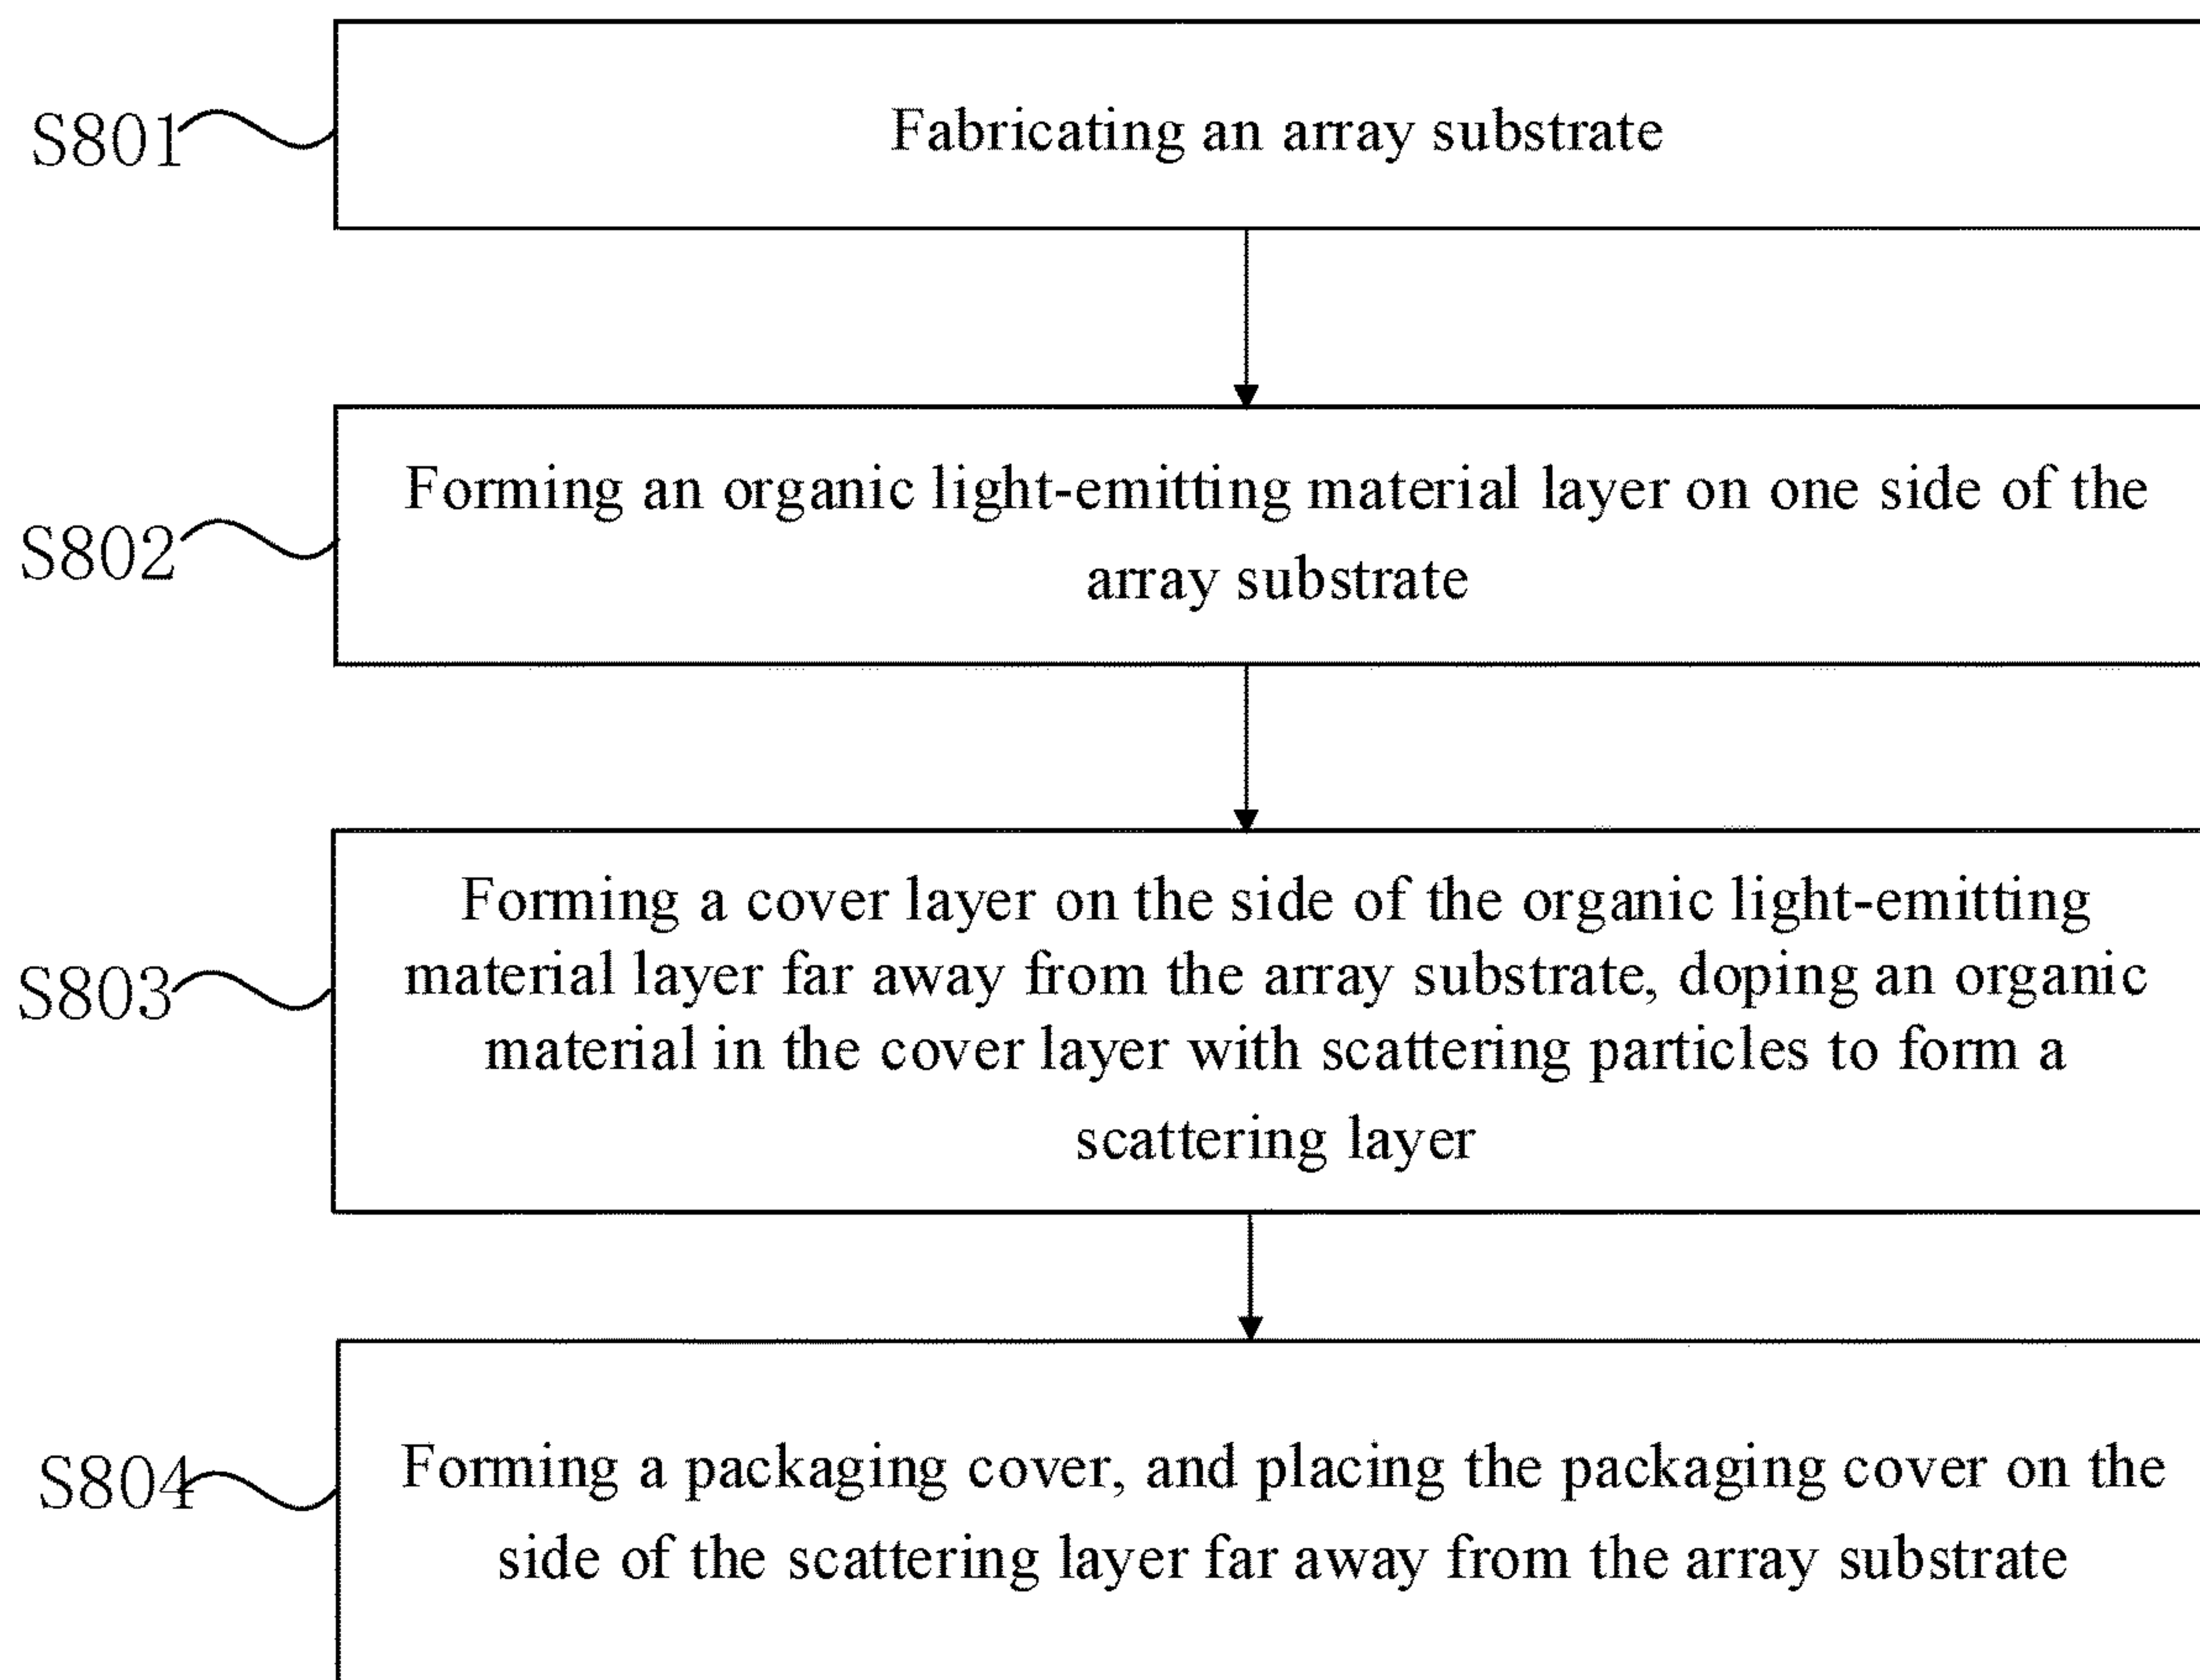 S801
Fabricating an array substrate
S802
Forming an organic light-emitting material layer on one side of the
array substrate
S803
Forming a cover layer on the side of the organic light-emitting
material layer far away from the array substrate, doping an organic
material in the cover layer with scattering particles to form a
scattering layer
S804
Forming a packaging cover, and placing the packaging cover on the
side of the scattering layer far away from the array substrate